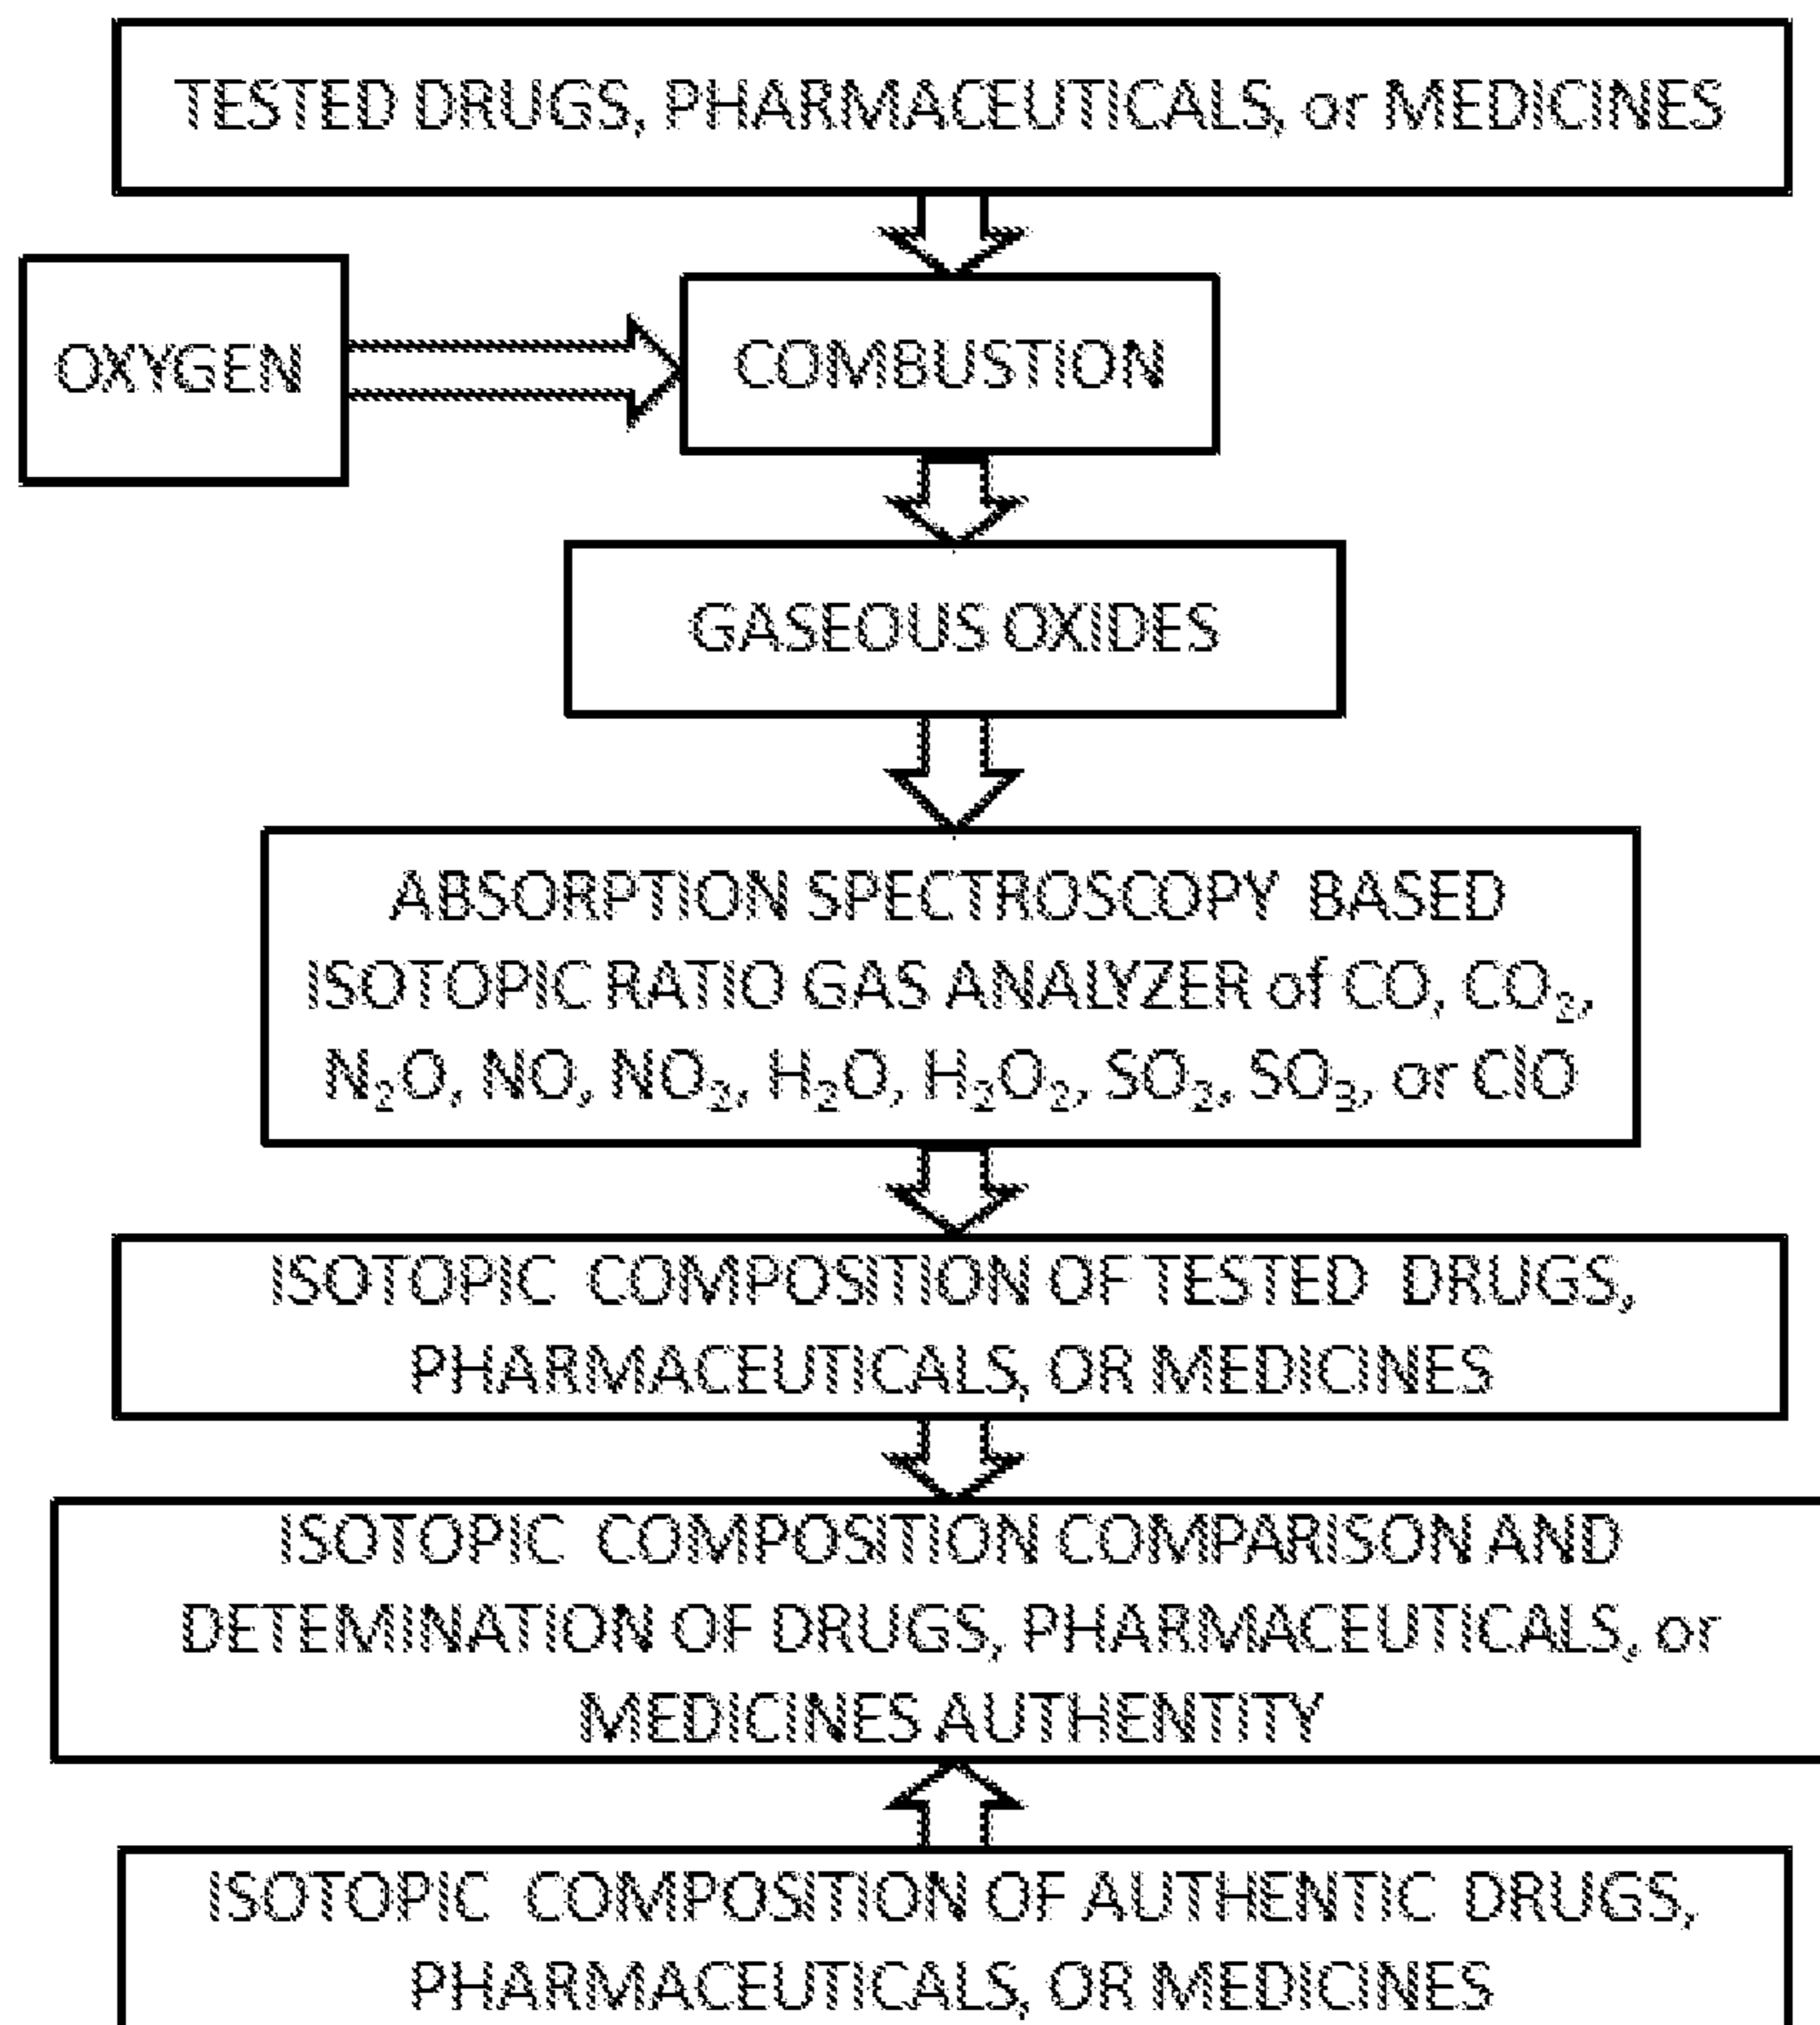 TESTED DRUGS, PHARMACEUTICALS, or MEDICINES
OXYGEN
COMBUSTION
GASEOUS OXIDES
ABSORPTION SPECTROSCOPY BASED
ISOTOPIC RATIO GAS ANALYZER of CO, CO₂,
N₂O, NO, NO₂, H₂O, H₂O₂, SO₂, SO₃, or ClO
ISOTOPIC COMPOSITION OF TESTED DRUGS,
PHARMACEUTICALS, OR MEDICINES
ISOTOPIC COMPOSITION COMPARISON AND
DETEMINATION OF DRUGS, PHARMACEUTICALS, or
MEDICINES AUTHENTITY
ISOTOPIC COMPOSITION OF AUTHENTIC DRUGS,
PHARMACEUTICALS, OR MEDICINES